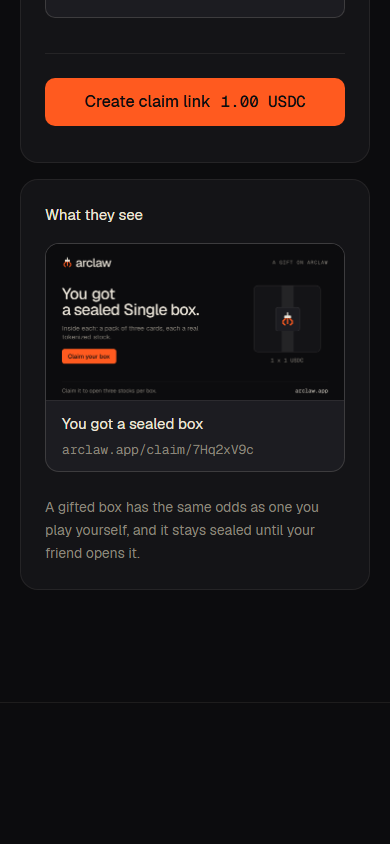 Create claim link 1.00 USDC
What they see
arclaw
A GIFT ON ARCLAW
You got
a sealed Single box.
Inside each: a pack of three cards, each a real
tokenized stock.
Claim your box
1 × 1 USDC
Claim it to open three stocks per box.
arclaw.app
You got a sealed box
arclaw.app/claim/7Hq2xV9c
A gifted box has the same odds as one you
play yourself, and it stays sealed until your
friend opens it.